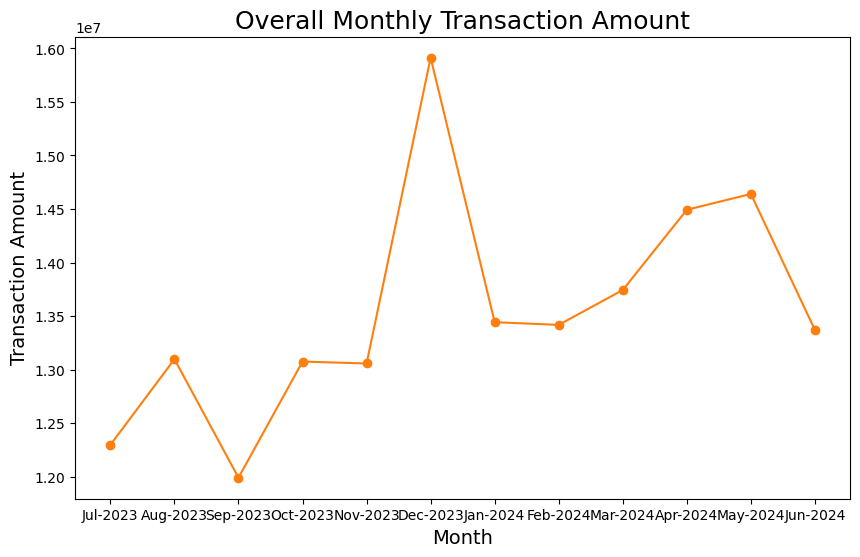 Overall Monthly Transaction Amount
1e7
1.60
1.55
1.50
1.45
1.40
1.35
1.30
1.25
1.20
Transaction Amount
Jul-2023 Aug-2023 Sep-2023 Oct-2023 Nov-2023 Dec-2023 Jan-2024 Feb-2024 Mar-2024 Apr-2024 May-2024 Jun-2024
Month